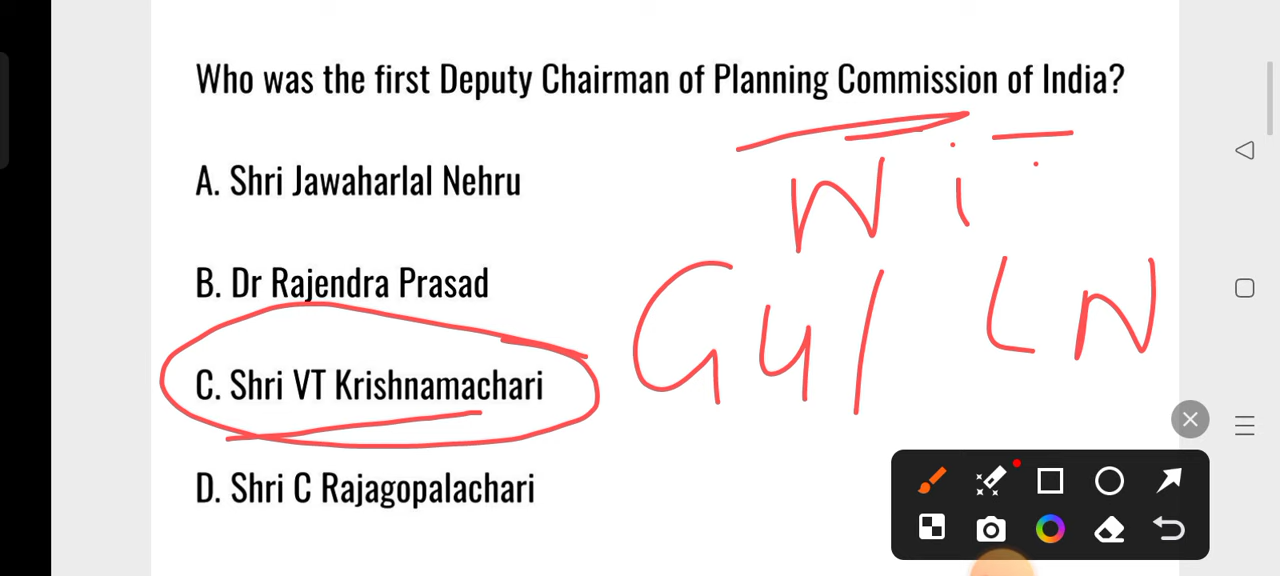 Who was the first Deputy Chairman of Planning Commission of India?
A. Shri Jawaharlal Nehru
B. Dr Rajendra Prasad
C. Shri VT Krishnamachari
D. Shri C Rajagopalachari